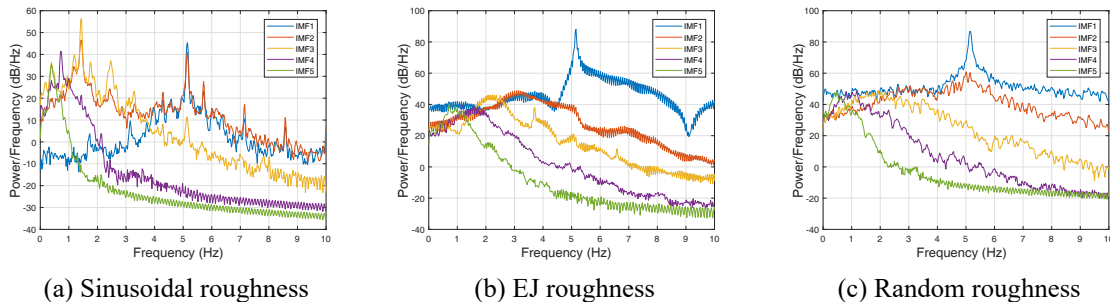 60
50
40
30
20
10
0
-10
-20
-30
-40
Power/Frequency (dB/Hz)
0 1 2 3 4 5 6 7 8 9 10
Frequency (Hz)
IMF1
IMF2
IMF3
IMF4
IMF5
(a) Sinusoidal roughness
100
80
60
40
20
0
-20
-40
Power/Frequency (dB/Hz)
0 1 2 3 4 5 6 7 8 9 10
Frequency (Hz)
IMF1
IMF2
IMF3
IMF4
IMF5
(b) EJ roughness
100
80
60
40
20
0
-20
-40
Power/Frequency (dB/Hz)
0 1 2 3 4 5 6 7 8 9 10
Frequency (Hz)
IMF1
IMF2
IMF3
IMF4
IMF5
(c) Random roughness